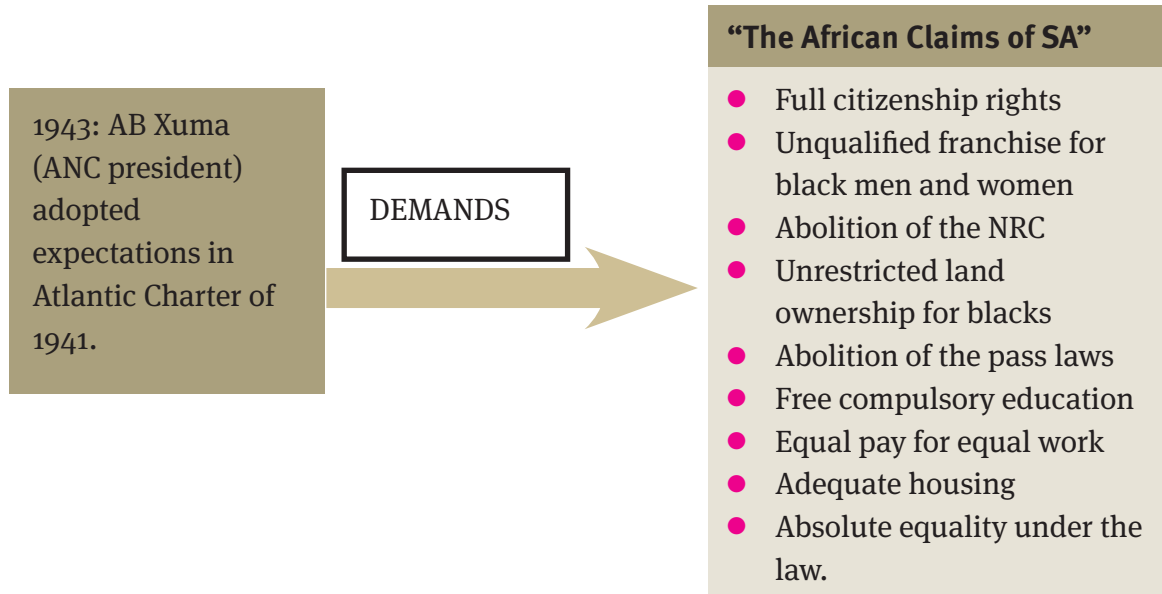 1943: AB Xuma
(ANC president)
adopted
expectations in
Atlantic Charter of
1941.
DEMANDS
“The African Claims of SA”
● Full citizenship rights
● Unqualified franchise for
black men and women
● Abolition of the NRC
● Unrestricted land
ownership for blacks
● Abolition of the pass laws
● Free compulsory education
● Equal pay for equal work
● Adequate housing
● Absolute equality under the
law.